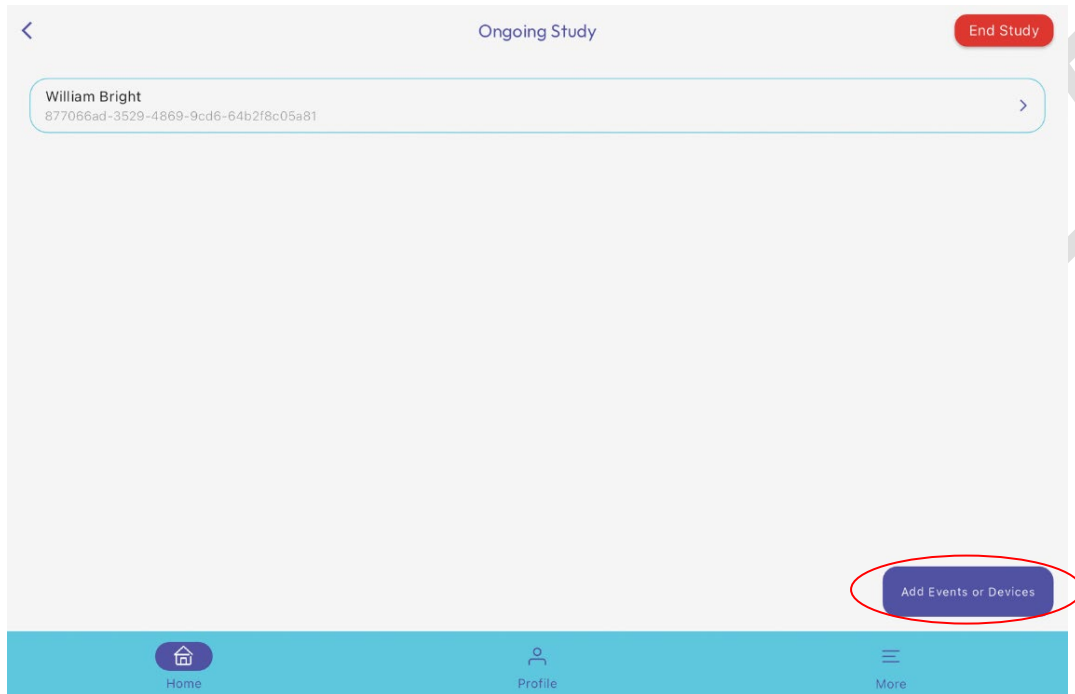 Ongoing Study
End Study
William Bright
877066ad-3529-4869-9cd6-64b2f8c05a81
Add Events or Devices
Home
Profile
More